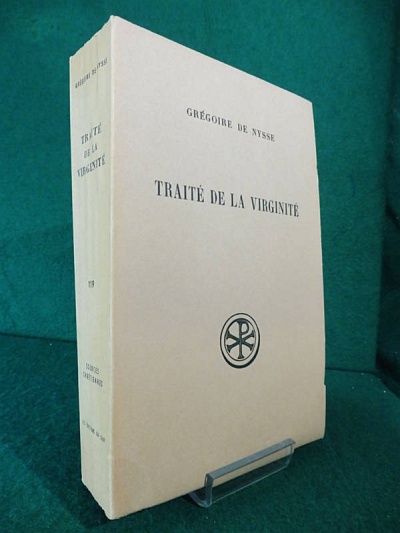 GRÉGOIRE DE NYSSE
TRAITÉ
DE LA
VIRGINITÉ
119
SOURCES
CHRÉTIENNES
GRÉGOIRE DE NYSSE
TRAITÉ DE LA VIRGINITÉ